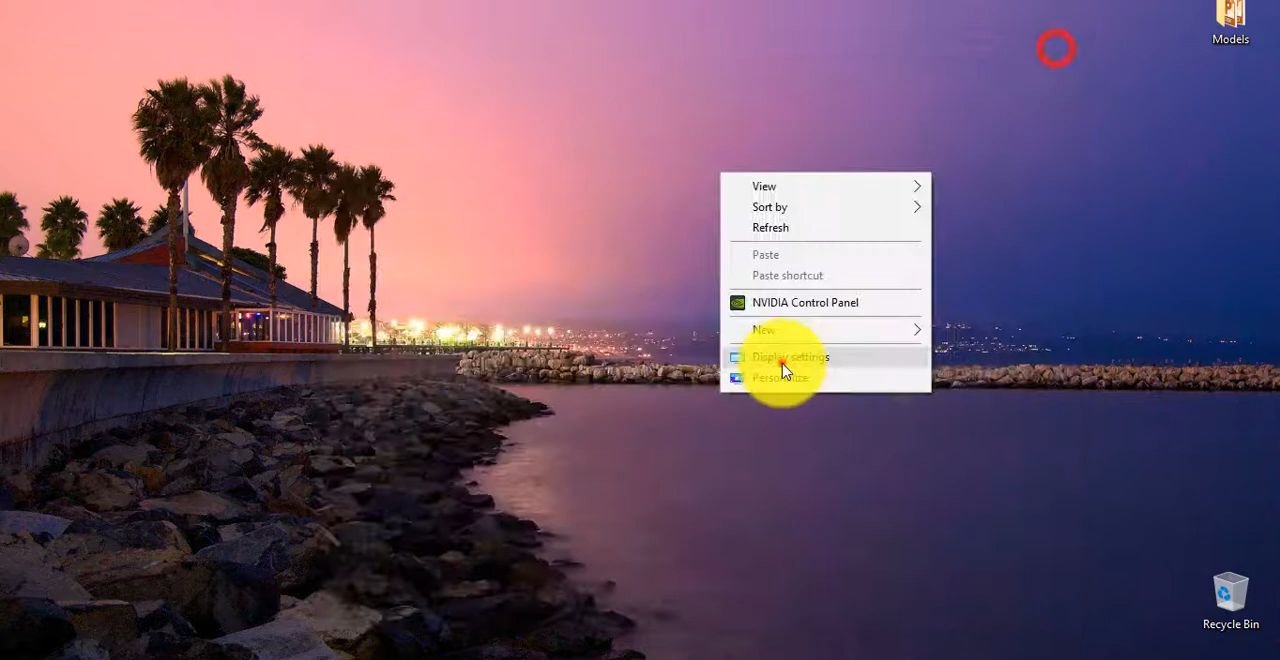 Models
View
Sort by
Refresh
Paste
Paste shortcut
NVIDIA Control Panel
New
Display settings
Personalize
Recycle Bin